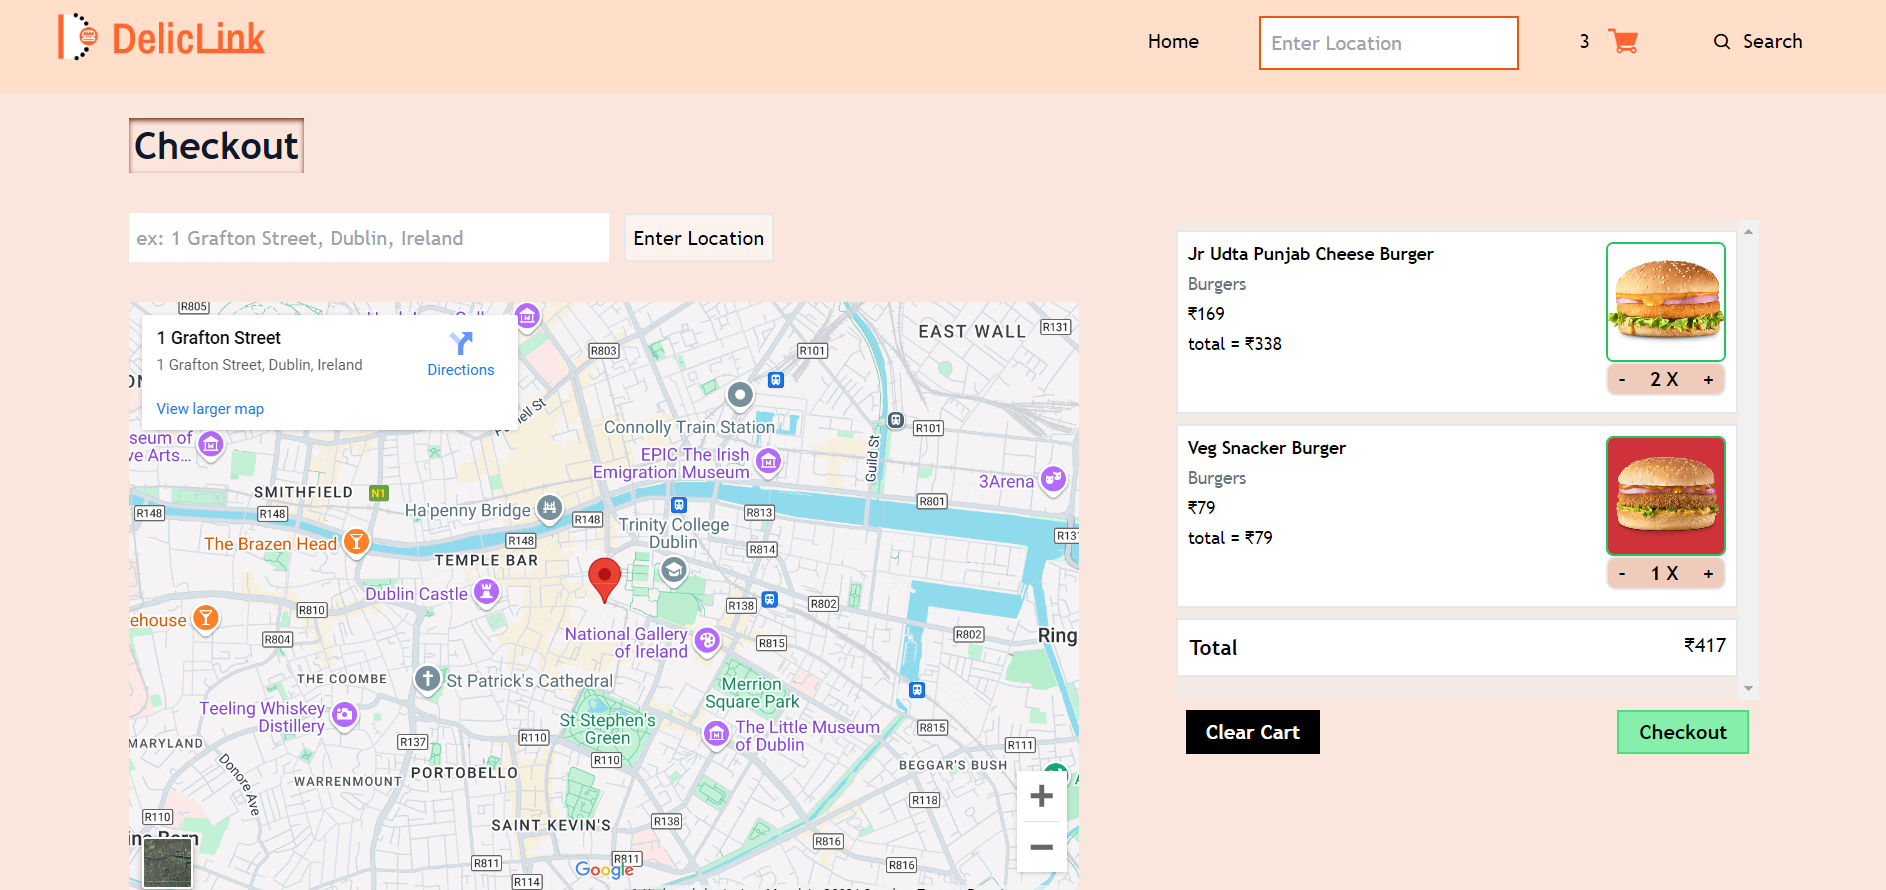 DelicLink
Home
Enter Location
3
Search
Checkout
ex: 1 Grafton Street, Dublin, Ireland
Enter Location
1 Grafton Street
1 Grafton Street, Dublin, Ireland
Directions
View larger map
R805
R803
R101
EAST WALL
R131
Connolly Train Station
R101
Guild St
EPIC The Irish
Emigration Museum
3Arena
seum of
ve Arts...
SMITHFIELD
N1
R148
R148
Ha'penny Bridge
R148
R813
R801
Trinity College
Dublin
The Brazen Head
R148
R814
TEMPLE BAR
Dublin Castle
R138
R802
ehouse
R810
R804
National Gallery
of Ireland
R815
R802
Ring
THE COOMBE
St Patrick's Cathedral
Merrion
Square Park
Teeling Whiskey
Distillery
St Stephen's
Green
The Little Museum
of Dublin
R815
MARYLAND
R137
R110
R110
R111
Donore Ave
WARRENMOUNT
PORTOBELLO
BEGGAR'S BUSH
R118
R110
SAINT KEVIN'S
R138
R816
R811
R811
R816
R114
Google
Jr Udta Punjab Cheese Burger
Burgers
₹169
total = ₹338
- 2 X +
Veg Snacker Burger
Burgers
₹79
total = ₹79
- 1 X +
Total
₹417
Clear Cart
Checkout